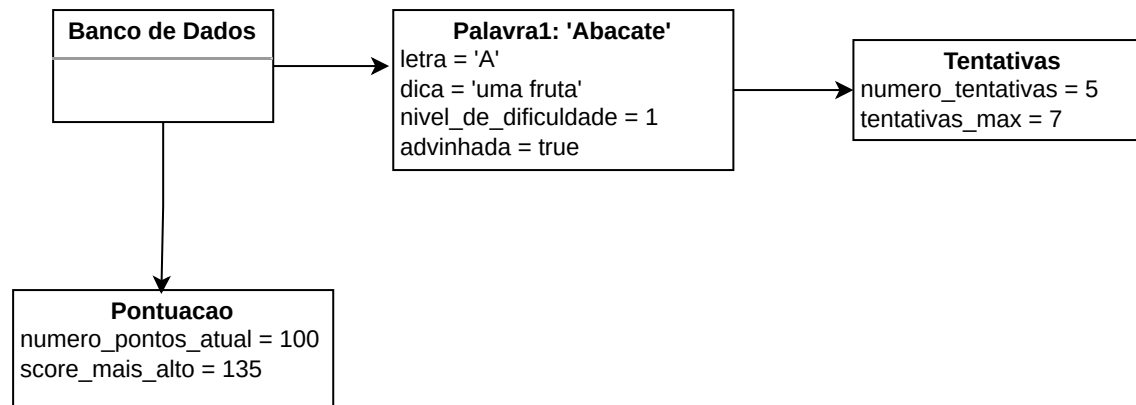 Banco de Dados
Palavra1: 'Abacate'
letra = 'A'
dica = 'uma fruta'
nivel_de_dificuldade = 1
advinhada = true
Tentativas
numero_tentativas = 5
tentativas_max = 7
Pontuacao
numero_pontos_atual = 100
score_mais_alto = 135